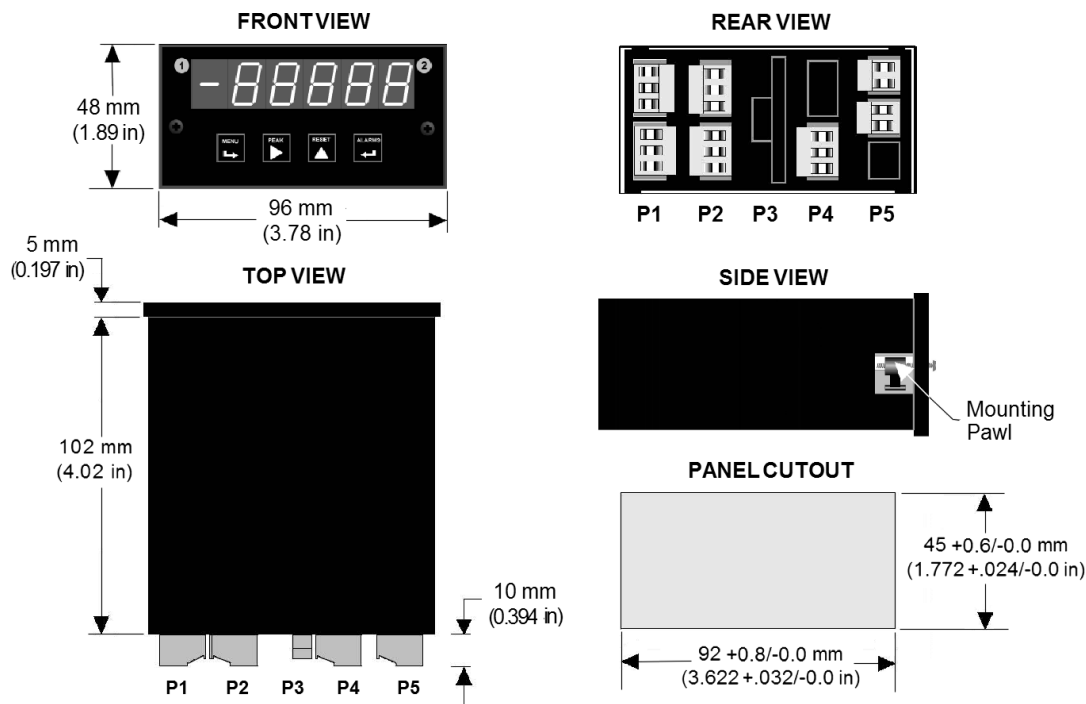 FRONT VIEW
1
-88888
2
MENU
PEAK
RESET
ALARMS
48 mm
(1.89 in)
96 mm
(3.78 in)
REAR VIEW
P1 P2 P3 P4 P5
5 mm
(0.197 in)
TOP VIEW
102 mm
(4.02 in)
10 mm
(0.394 in)
P1 P2 P3 P4 P5
SIDE VIEW
Mounting
Pawl
PANEL CUTOUT
45 +0.6/-0.0 mm
(1.772 +.024/-0.0 in)
92 +0.8/-0.0 mm
(3.622 +.032/-0.0 in)